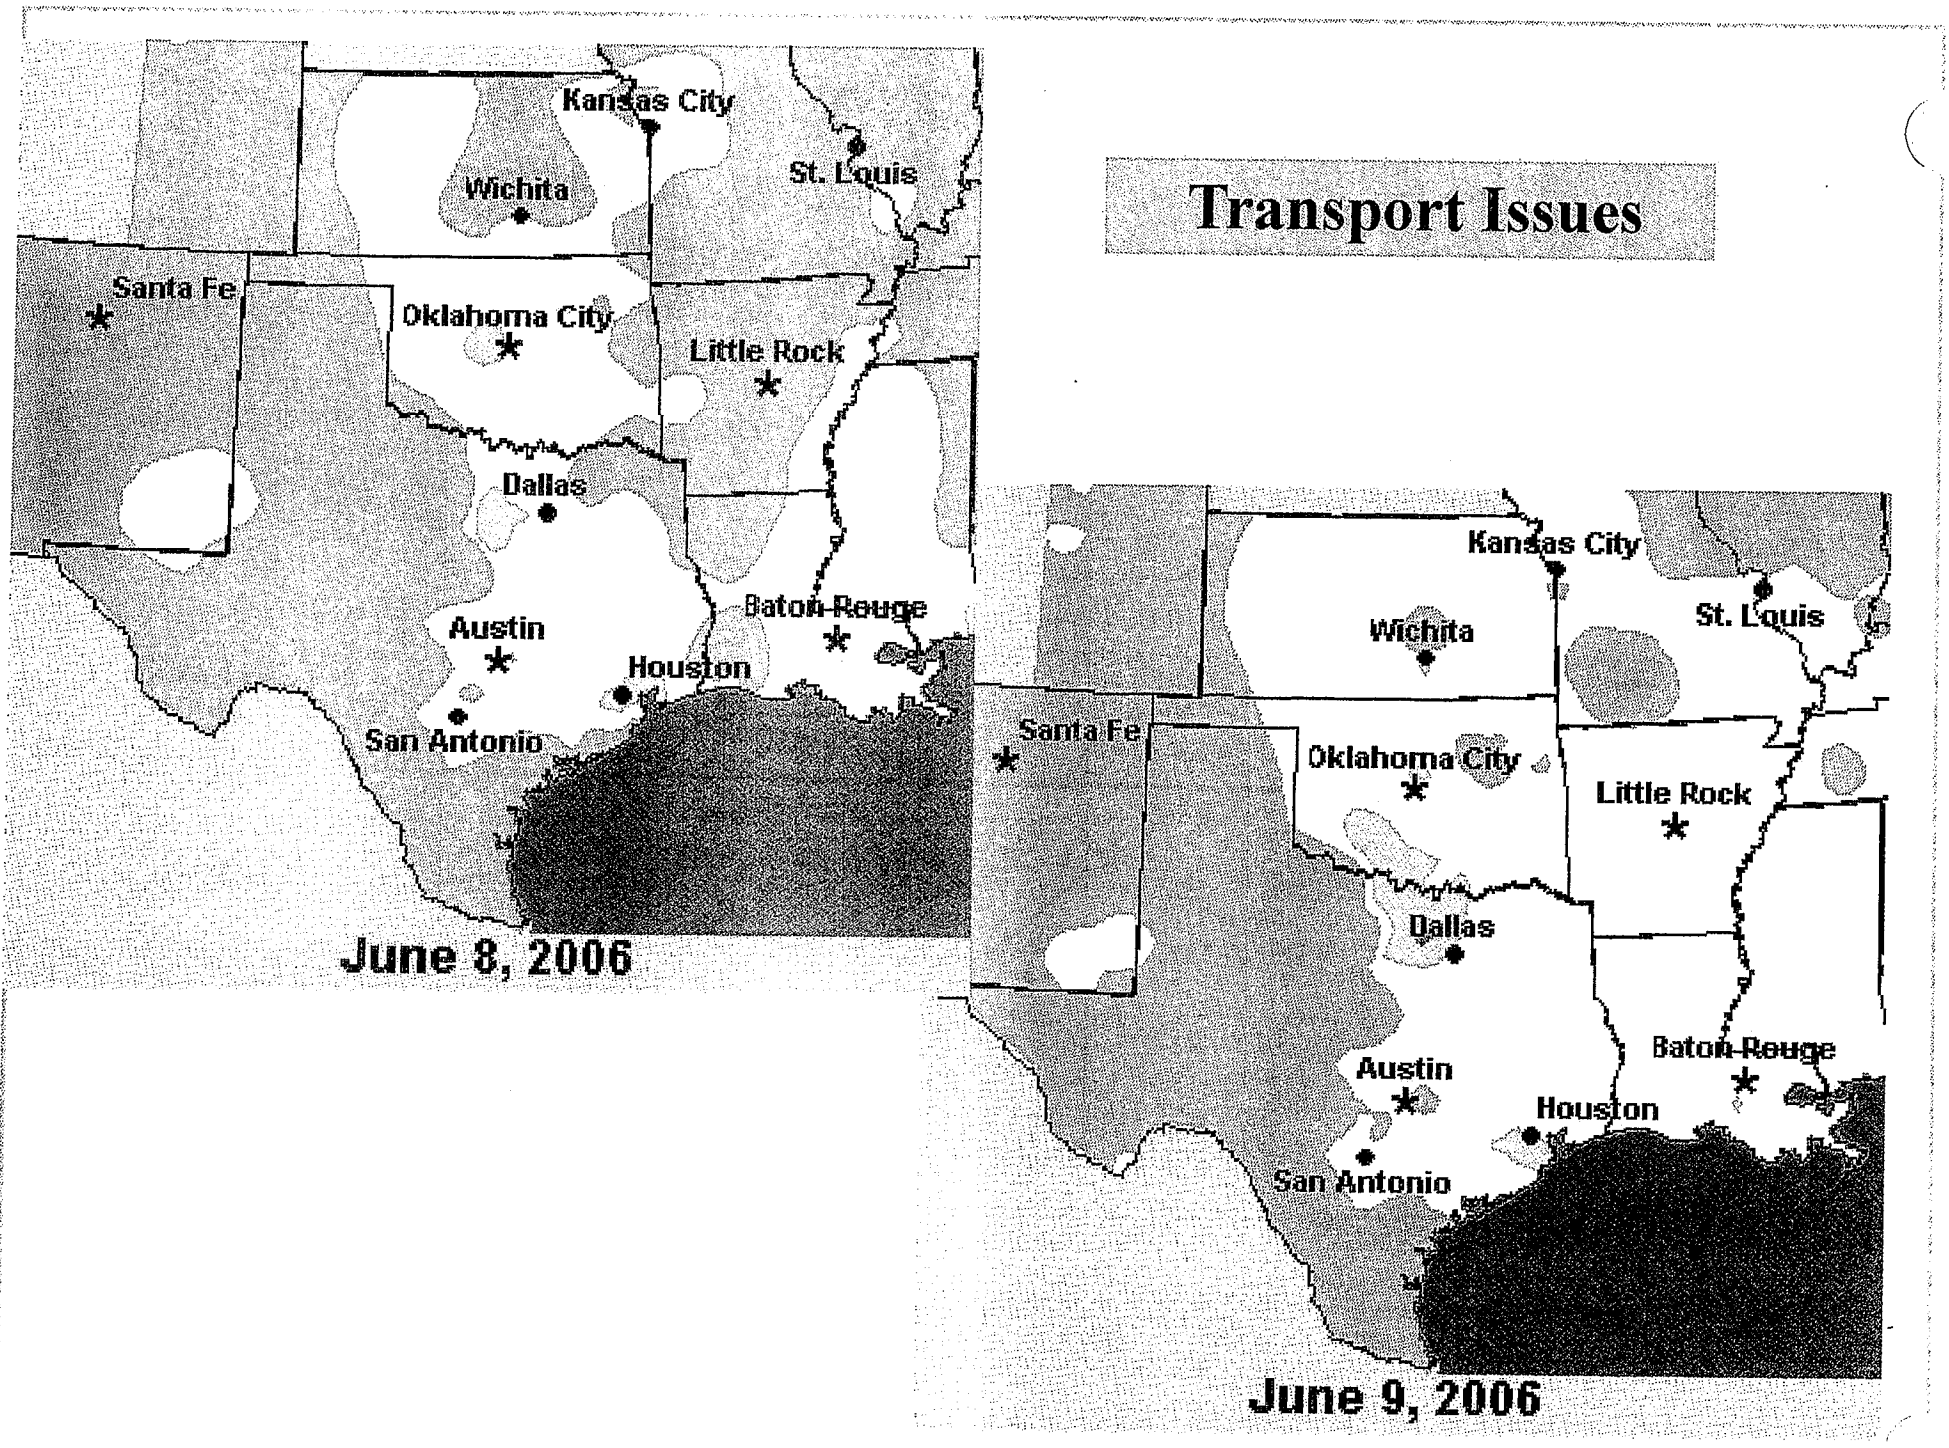 Transport Issues
Kansas City
St. Louis
Wichita
Santa Fe
Oklahoma City
Little Rock
Dallas
Baton Rouge
Austin
Houston
San Antonio
June 8, 2006
Kansas City
St. Louis
Wichita
Santa Fe
Oklahoma City
Little Rock
Dallas
Baton Rouge
Austin
Houston
San Antonio
June 9, 2006